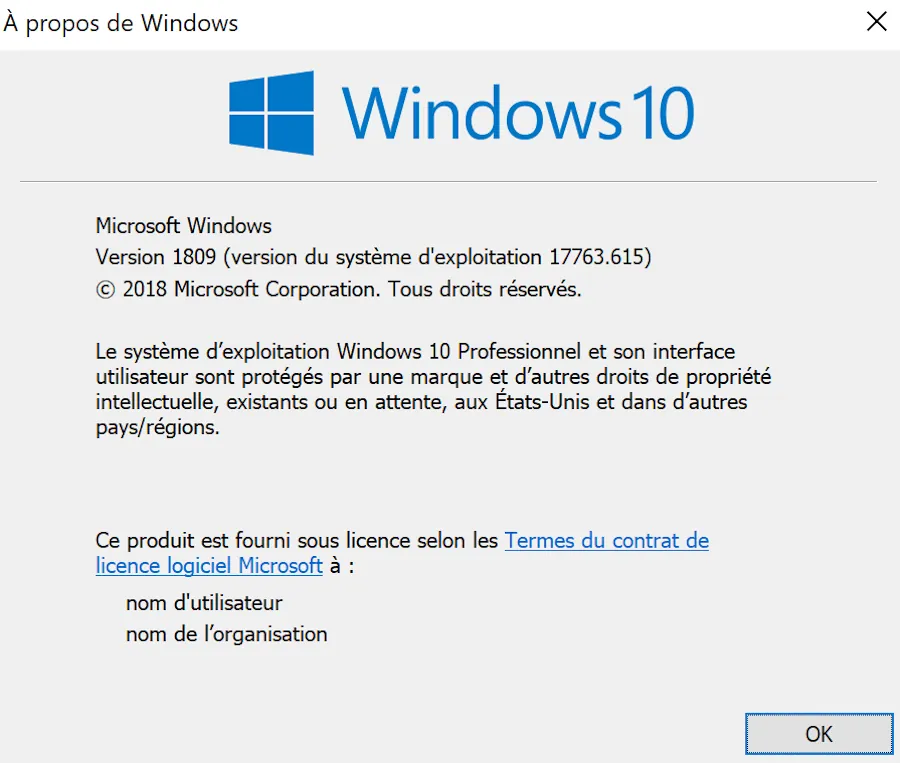 À propos de Windows
Windows 10
Microsoft Windows
Version 1809 (version du système d'exploitation 17763.615)
© 2018 Microsoft Corporation. Tous droits réservés.
Le système d’exploitation Windows 10 Professionnel et son interface
utilisateur sont protégés par une marque et d’autres droits de propriété
intellectuelle, existants ou en attente, aux États-Unis et dans d’autres
pays/régions.
Ce produit est fourni sous licence selon les Termes du contrat de
licence logiciel Microsoft à :
nom d'utilisateur
nom de l’organisation
OK